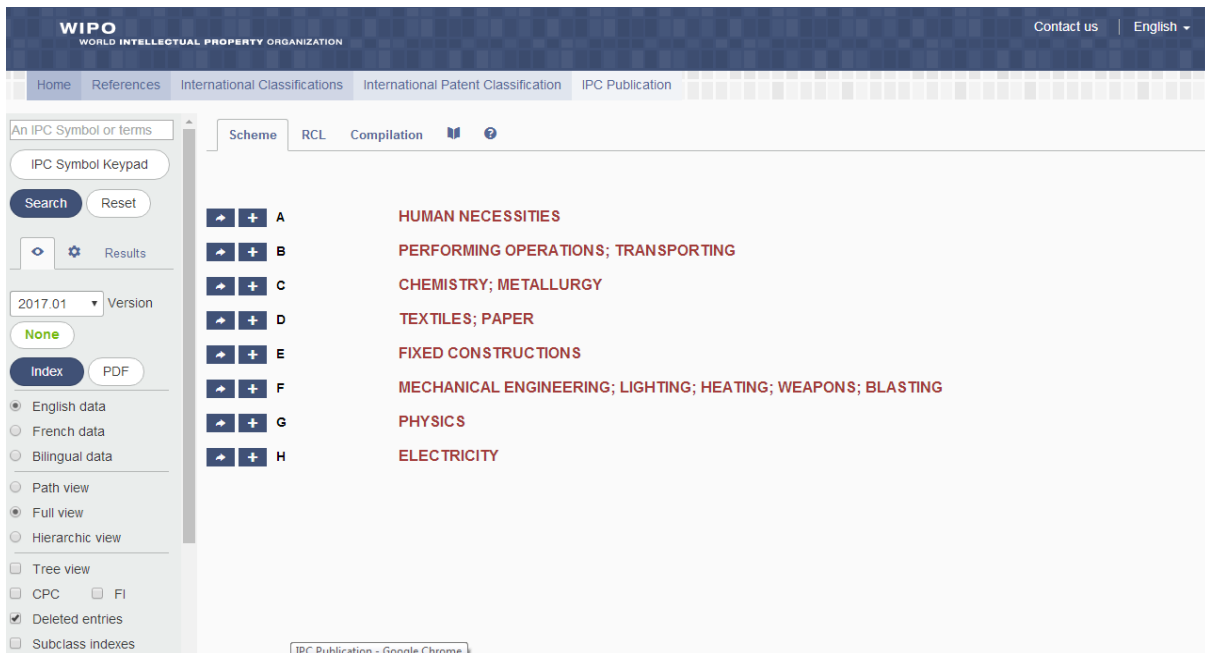 WIPO
WORLD INTELLECTUAL PROPERTY ORGANIZATION
Contact us
English
Home
References
International Classifications
International Patent Classification
IPC Publication
An IPC Symbol or terms
IPC Symbol Keypad
Search
Reset
Results
2017.01
Version
None
Index
PDF
English data
French data
Bilingual data
Path view
Full view
Hierarchic view
Tree view
CPC
FI
Deleted entries
Subclass indexes
Scheme
RCL
Compilation
A HUMAN NECESSITIES
B PERFORMING OPERATIONS; TRANSPORTING
C CHEMISTRY; METALLURGY
D TEXTILES; PAPER
E FIXED CONSTRUCTIONS
F MECHANICAL ENGINEERING; LIGHTING; HEATING; WEAPONS; BLASTING
G PHYSICS
H ELECTRICITY
IPC Publication - Google Chrome